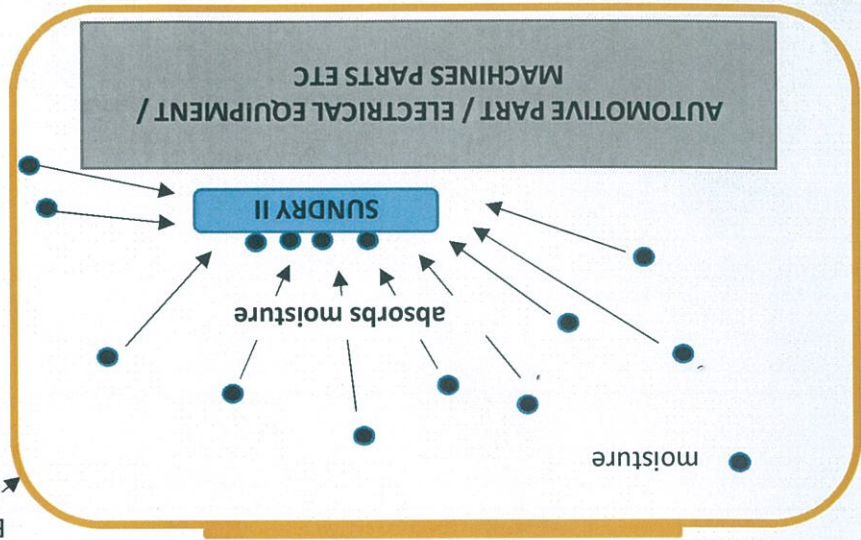 moisture
absorbs moisture
SUNDRY II
AUTOMOTIVE PART / ELECTRICAL EQUIPMENT /
MACHINES PARTS ETC